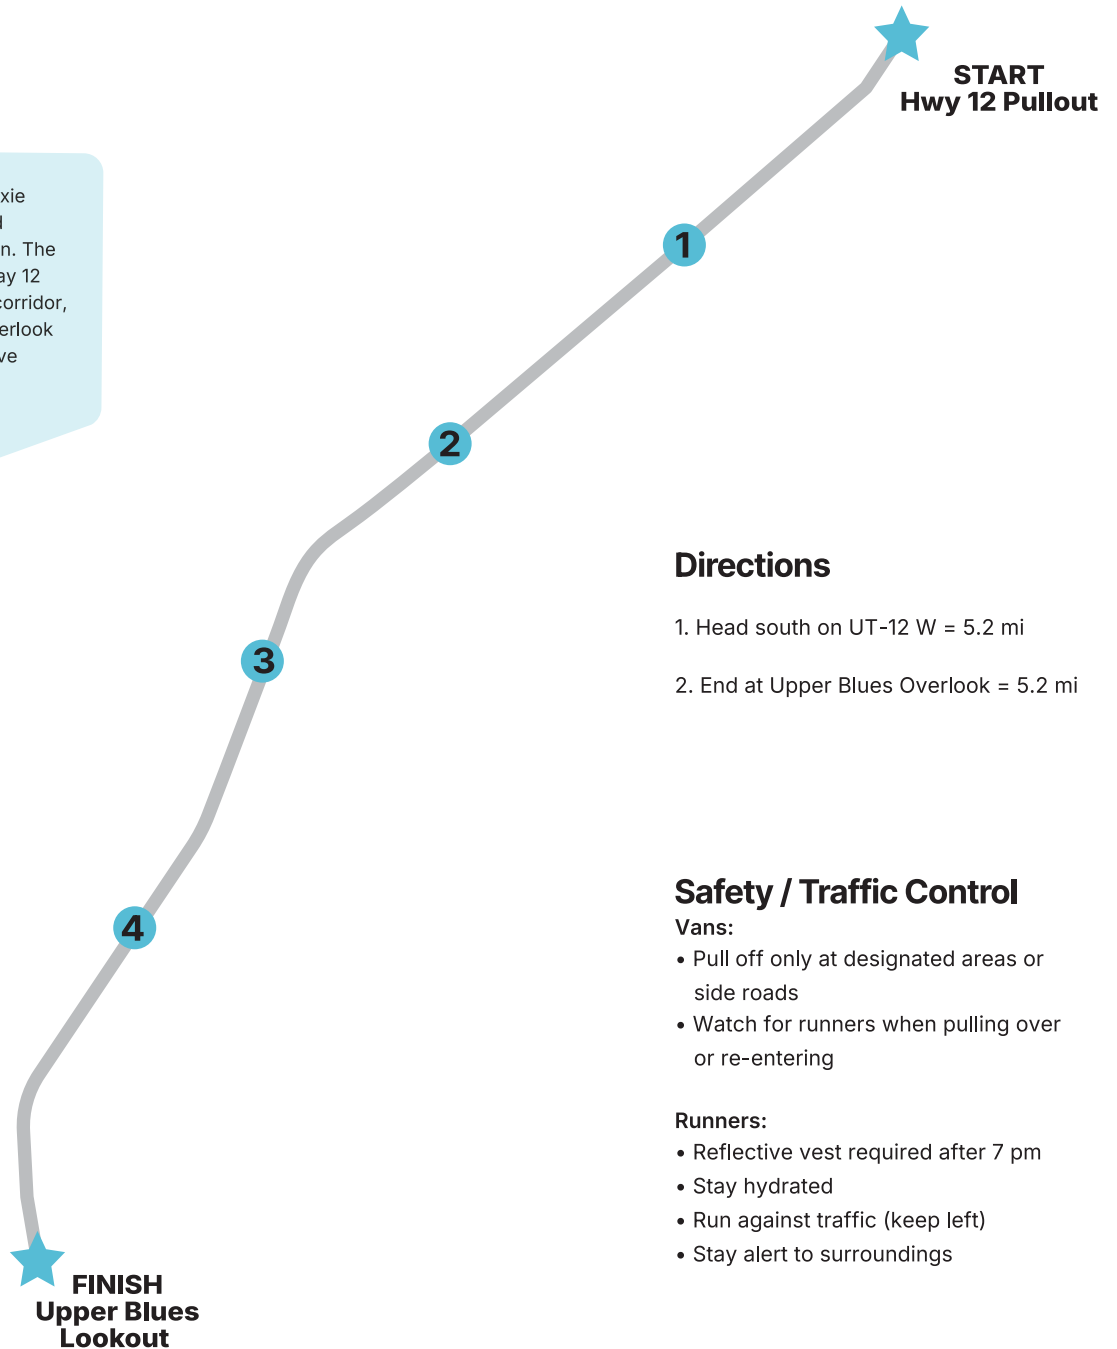 START
Hwy 12 Pullout
n. The
12
corridor,
1
2
3
4
Directions
1. Head south on UT-12 W = 5.2 mi
2. End at Upper Blues Overlook = 5.2 mi
Safety / Traffic Control
Vans:
• Pull off only at designated areas or
side roads
• Watch for runners when pulling over
or re-entering
Runners:
• Reflective vest required after 7 pm
• Stay hydrated
• Run against traffic (keep left)
• Stay alert to surroundings
FINISH
Upper Blues
Lookout